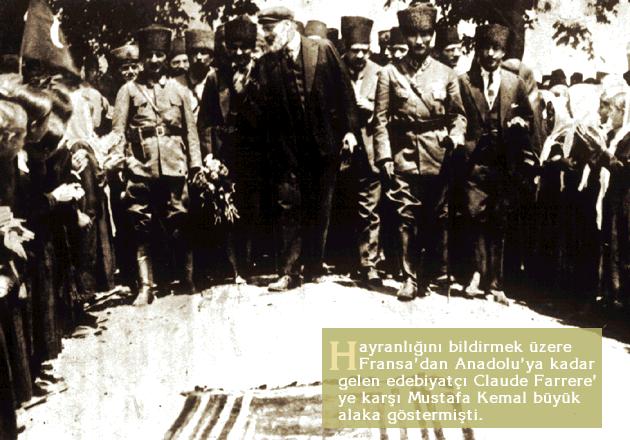 Hayranlığını bildirmek üzere
Fransa'dan Anadolu'ya kadar
gelen edebiyatçı Claude Farrere'
ye karşı Mustafa Kemal büyük
alaka göstermişti.